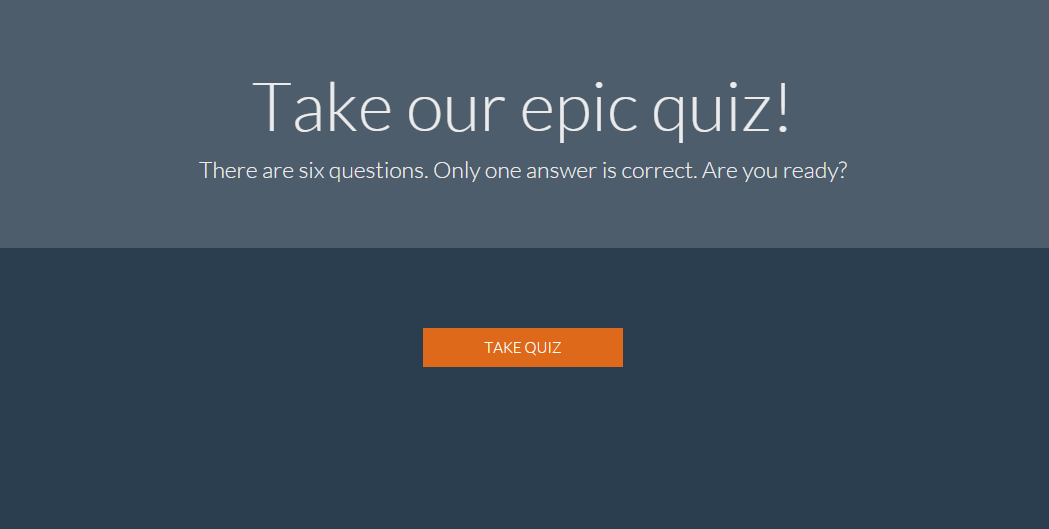 Take our epic quiz!
There are six questions. Only one answer is correct. Are you ready?
TAKE QUIZ